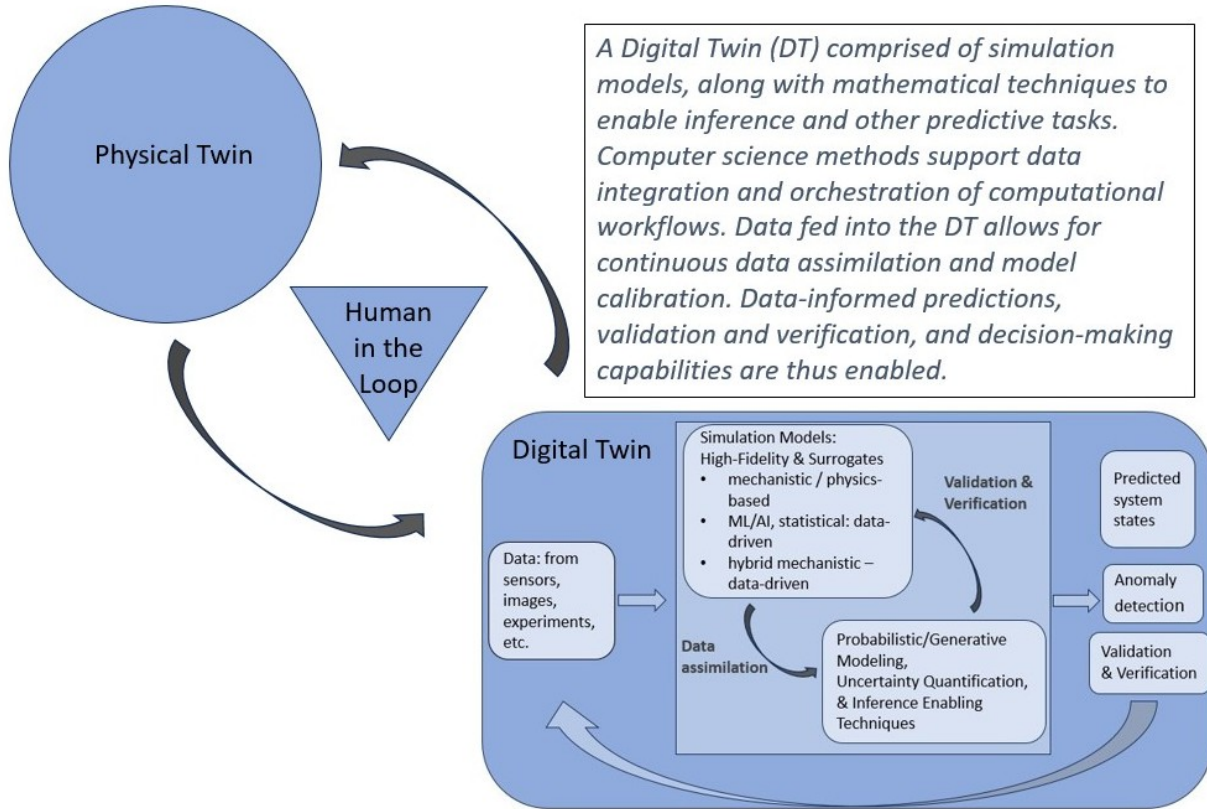 Physical Twin
A Digital Twin (DT) comprised of simulation
models, along with mathematical techniques to
enable inference and other predictive tasks.
Computer science methods support data
integration and orchestration of computational
workflows. Data fed into the DT allows for
continuous data assimilation and model
calibration. Data-informed predictions,
validation and verification, and decision-making
capabilities are thus enabled.
Human
in the
Loop
Digital Twin
Data: from
sensors,
images,
experiments,
etc.
Simulation Models:
High-Fidelity & Surrogates
• mechanistic / physics-
based
• ML/AI, statistical: data-
driven
• hybrid mechanistic –
data-driven
Validation &
Verification
Data
assimilation
Probabilistic/Generative
Modeling,
Uncertainty Quantification,
& Inference Enabling
Techniques
Predicted
system
states
Anomaly
detection
Validation
& Verification